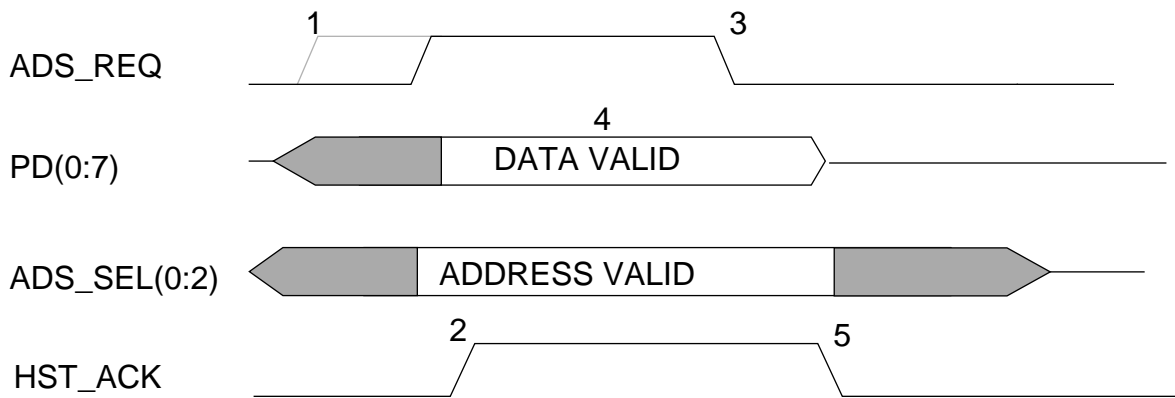 1 3
ADS_REQ
4
PD(0:7) DATA VALID
ADS_SEL(0:2) ADDRESS VALID
2 5
HST_ACK